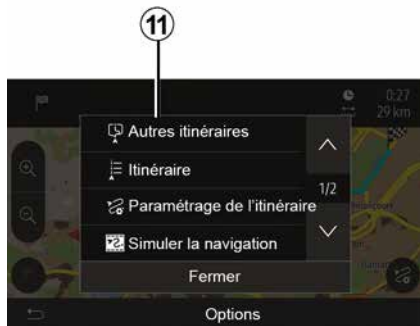 11
0:27
29 km
Autres itinéraires
Itinéraire
1/2
Paramétrage de l'itinéraire
Simuler la navigation
Fermer
Options